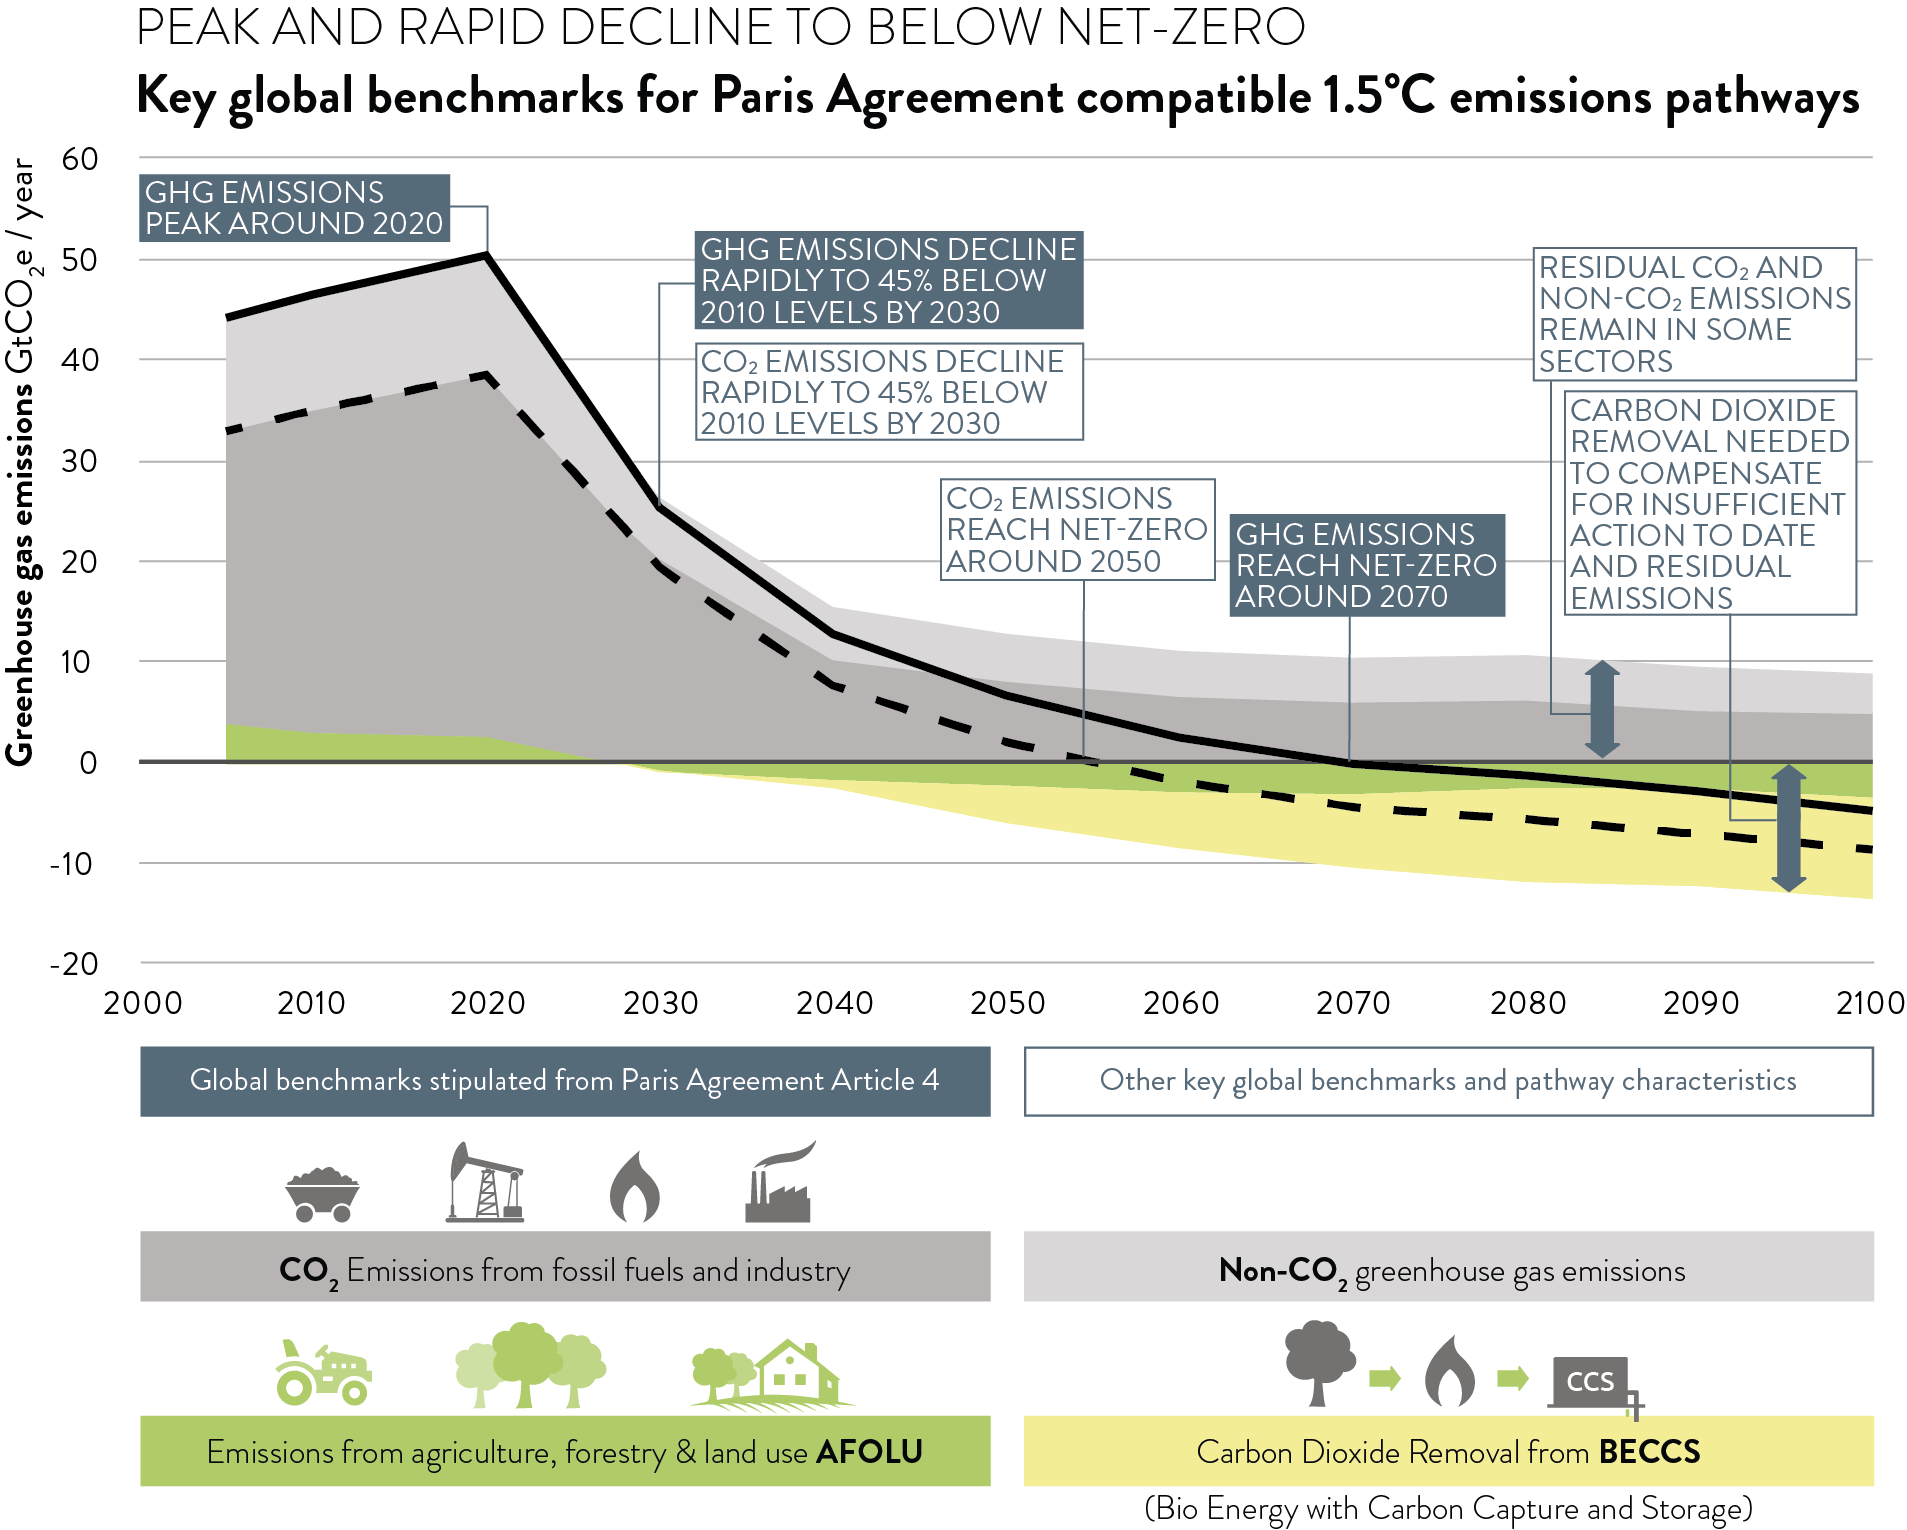 PEAK AND RAPID DECLINE TO BELOW NET-ZERO
Key global benchmarks for Paris Agreement compatible 1.5°C emissions pathways
Greenhouse gas emissions GtCO₂e / year
60
50
40
30
20
10
0
-10
-20
GHG EMISSIONS
PEAK AROUND 2020
GHG EMISSIONS DECLINE
RAPIDLY TO 45% BELOW
2010 LEVELS BY 2030
CO₂ EMISSIONS DECLINE
RAPIDLY TO 45% BELOW
2010 LEVELS BY 2030
CO₂ EMISSIONS
REACH NET-ZERO
AROUND 2050
GHG EMISSIONS
REACH NET-ZERO
AROUND 2070
RESIDUAL CO₂ AND
NON-CO₂ EMISSIONS
REMAIN IN SOME
SECTORS
CARBON DIOXIDE
REMOVAL NEEDED
TO COMPENSATE
FOR INSUFFICIENT
ACTION TO DATE
AND RESIDUAL
EMISSIONS
2000 2010 2020 2030 2040 2050 2060 2070 2080 2090 2100
Global benchmarks stipulated from Paris Agreement Article 4
Other key global benchmarks and pathway characteristics
CO₂ Emissions from fossil fuels and industry
Non-CO₂ greenhouse gas emissions
CCS
Emissions from agriculture, forestry & land use AFOLU
Carbon Dioxide Removal from BECCS
(Bio Energy with Carbon Capture and Storage)